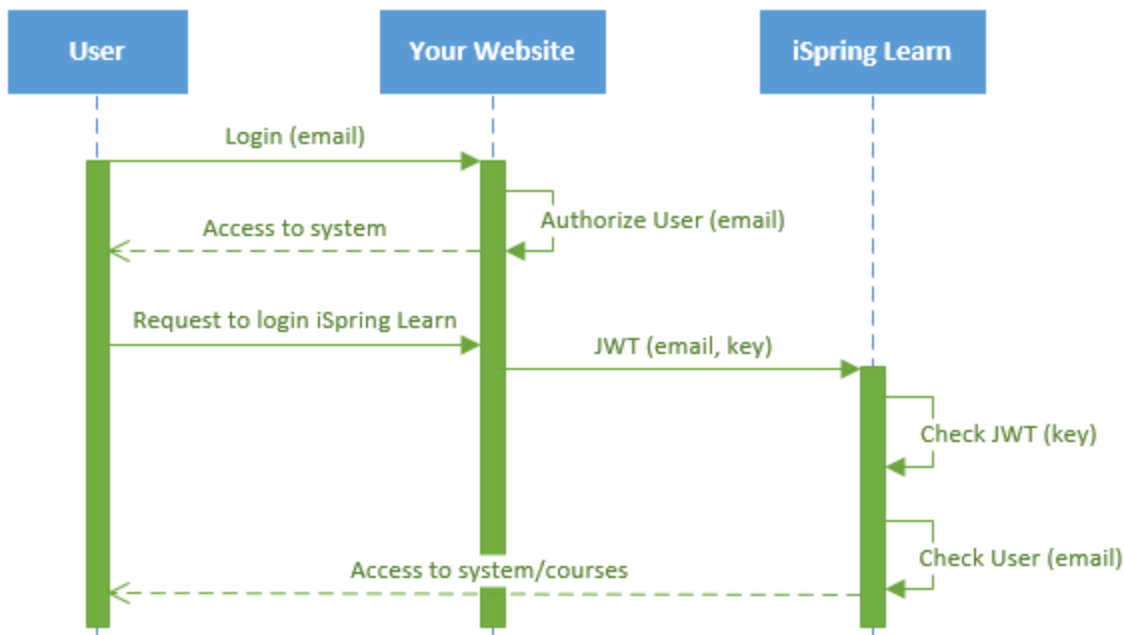 User
Your Website
iSpring Learn
Login (email)
Authorize User (email)
Access to system
Request to login iSpring Learn
JWT (email, key)
Check JWT (key)
Check User (email)
Access to system/courses